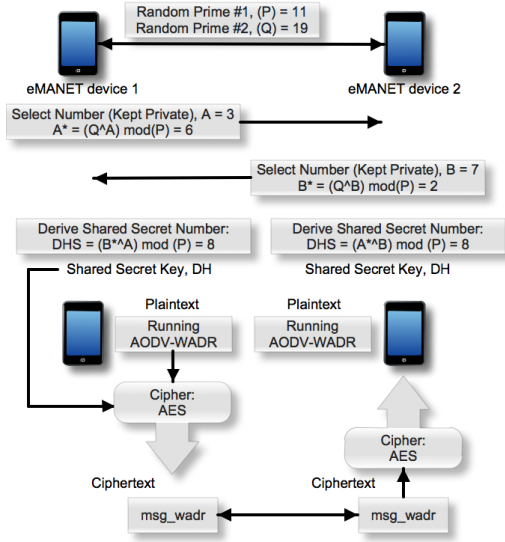 Random Prime #1, (P) = 11
Random Prime #2, (Q) = 19
eMANET device 1
eMANET device 2
Select Number (Kept Private), A = 3
A* = (Q^A) mod(P) = 6
Select Number (Kept Private), B = 7
B* = (Q^B) mod(P) = 2
Derive Shared Secret Number:
DHS = (B*^A) mod (P) = 8
Derive Shared Secret Number:
DHS = (A*^B) mod (P) = 8
Shared Secret Key, DH
Shared Secret Key, DH
Plaintext
Running
AODV-WADR
Plaintext
Running
AODV-WADR
Cipher:
AES
Cipher:
AES
Ciphertext
Ciphertext
msg_wadr
msg_wadr